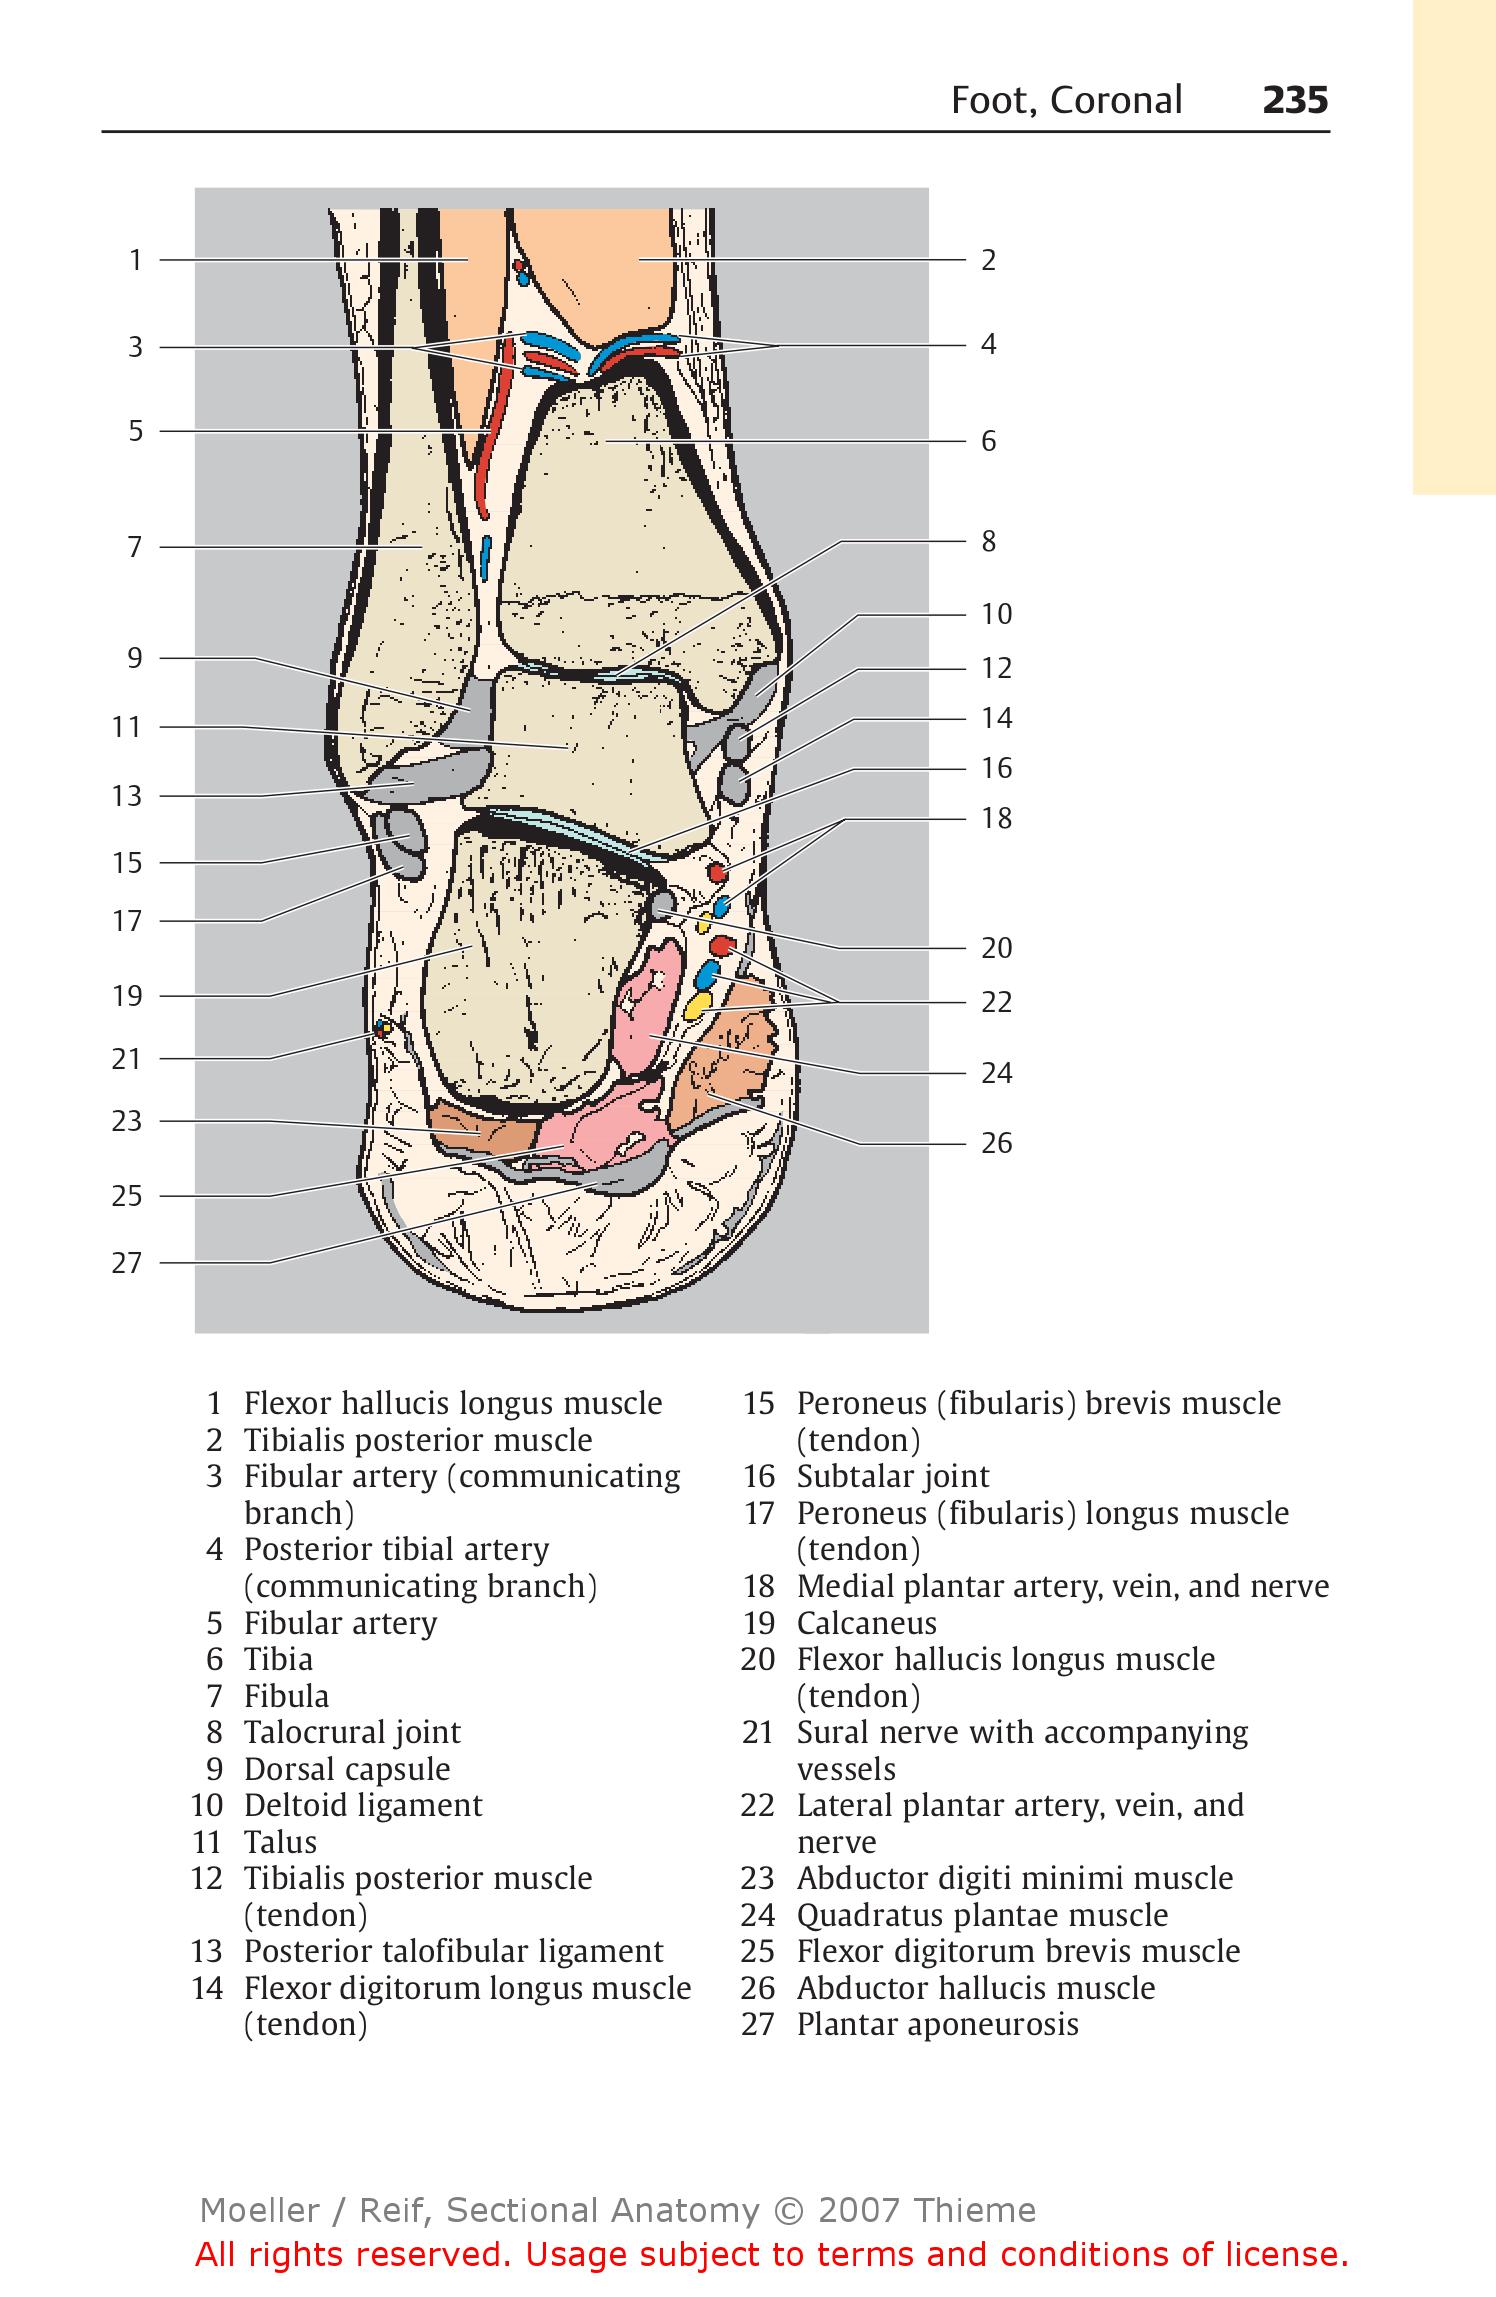 Foot, Coronal 235
1
2
3
4
5
6
7
8
10
9
12
11
14
16
13
18
15
17
20
19
22
21
24
23
26
25
27
1 Flexor hallucis longus muscle
2 Tibialis posterior muscle
3 Fibular artery (communicating
branch)
4 Posterior tibial artery
(communicating branch)
5 Fibular artery
6 Tibia
7 Fibula
8 Talocrural joint
9 Dorsal capsule
10 Deltoid ligament
11 Talus
12 Tibialis posterior muscle
(tendon)
13 Posterior talofibular ligament
14 Flexor digitorum longus muscle
(tendon)
15 Peroneus (fibularis) brevis muscle
(tendon)
16 Subtalar joint
17 Peroneus (fibularis) longus muscle
(tendon)
18 Medial plantar artery, vein, and nerve
19 Calcaneus
20 Flexor hallucis longus muscle
(tendon)
21 Sural nerve with accompanying
vessels
22 Lateral plantar artery, vein, and
nerve
23 Abductor digiti minimi muscle
24 Quadratus plantae muscle
25 Flexor digitorum brevis muscle
26 Abductor hallucis muscle
27 Plantar aponeurosis
Moeller / Reif, Sectional Anatomy © 2007 Thieme
All rights reserved. Usage subject to terms and conditions of license.